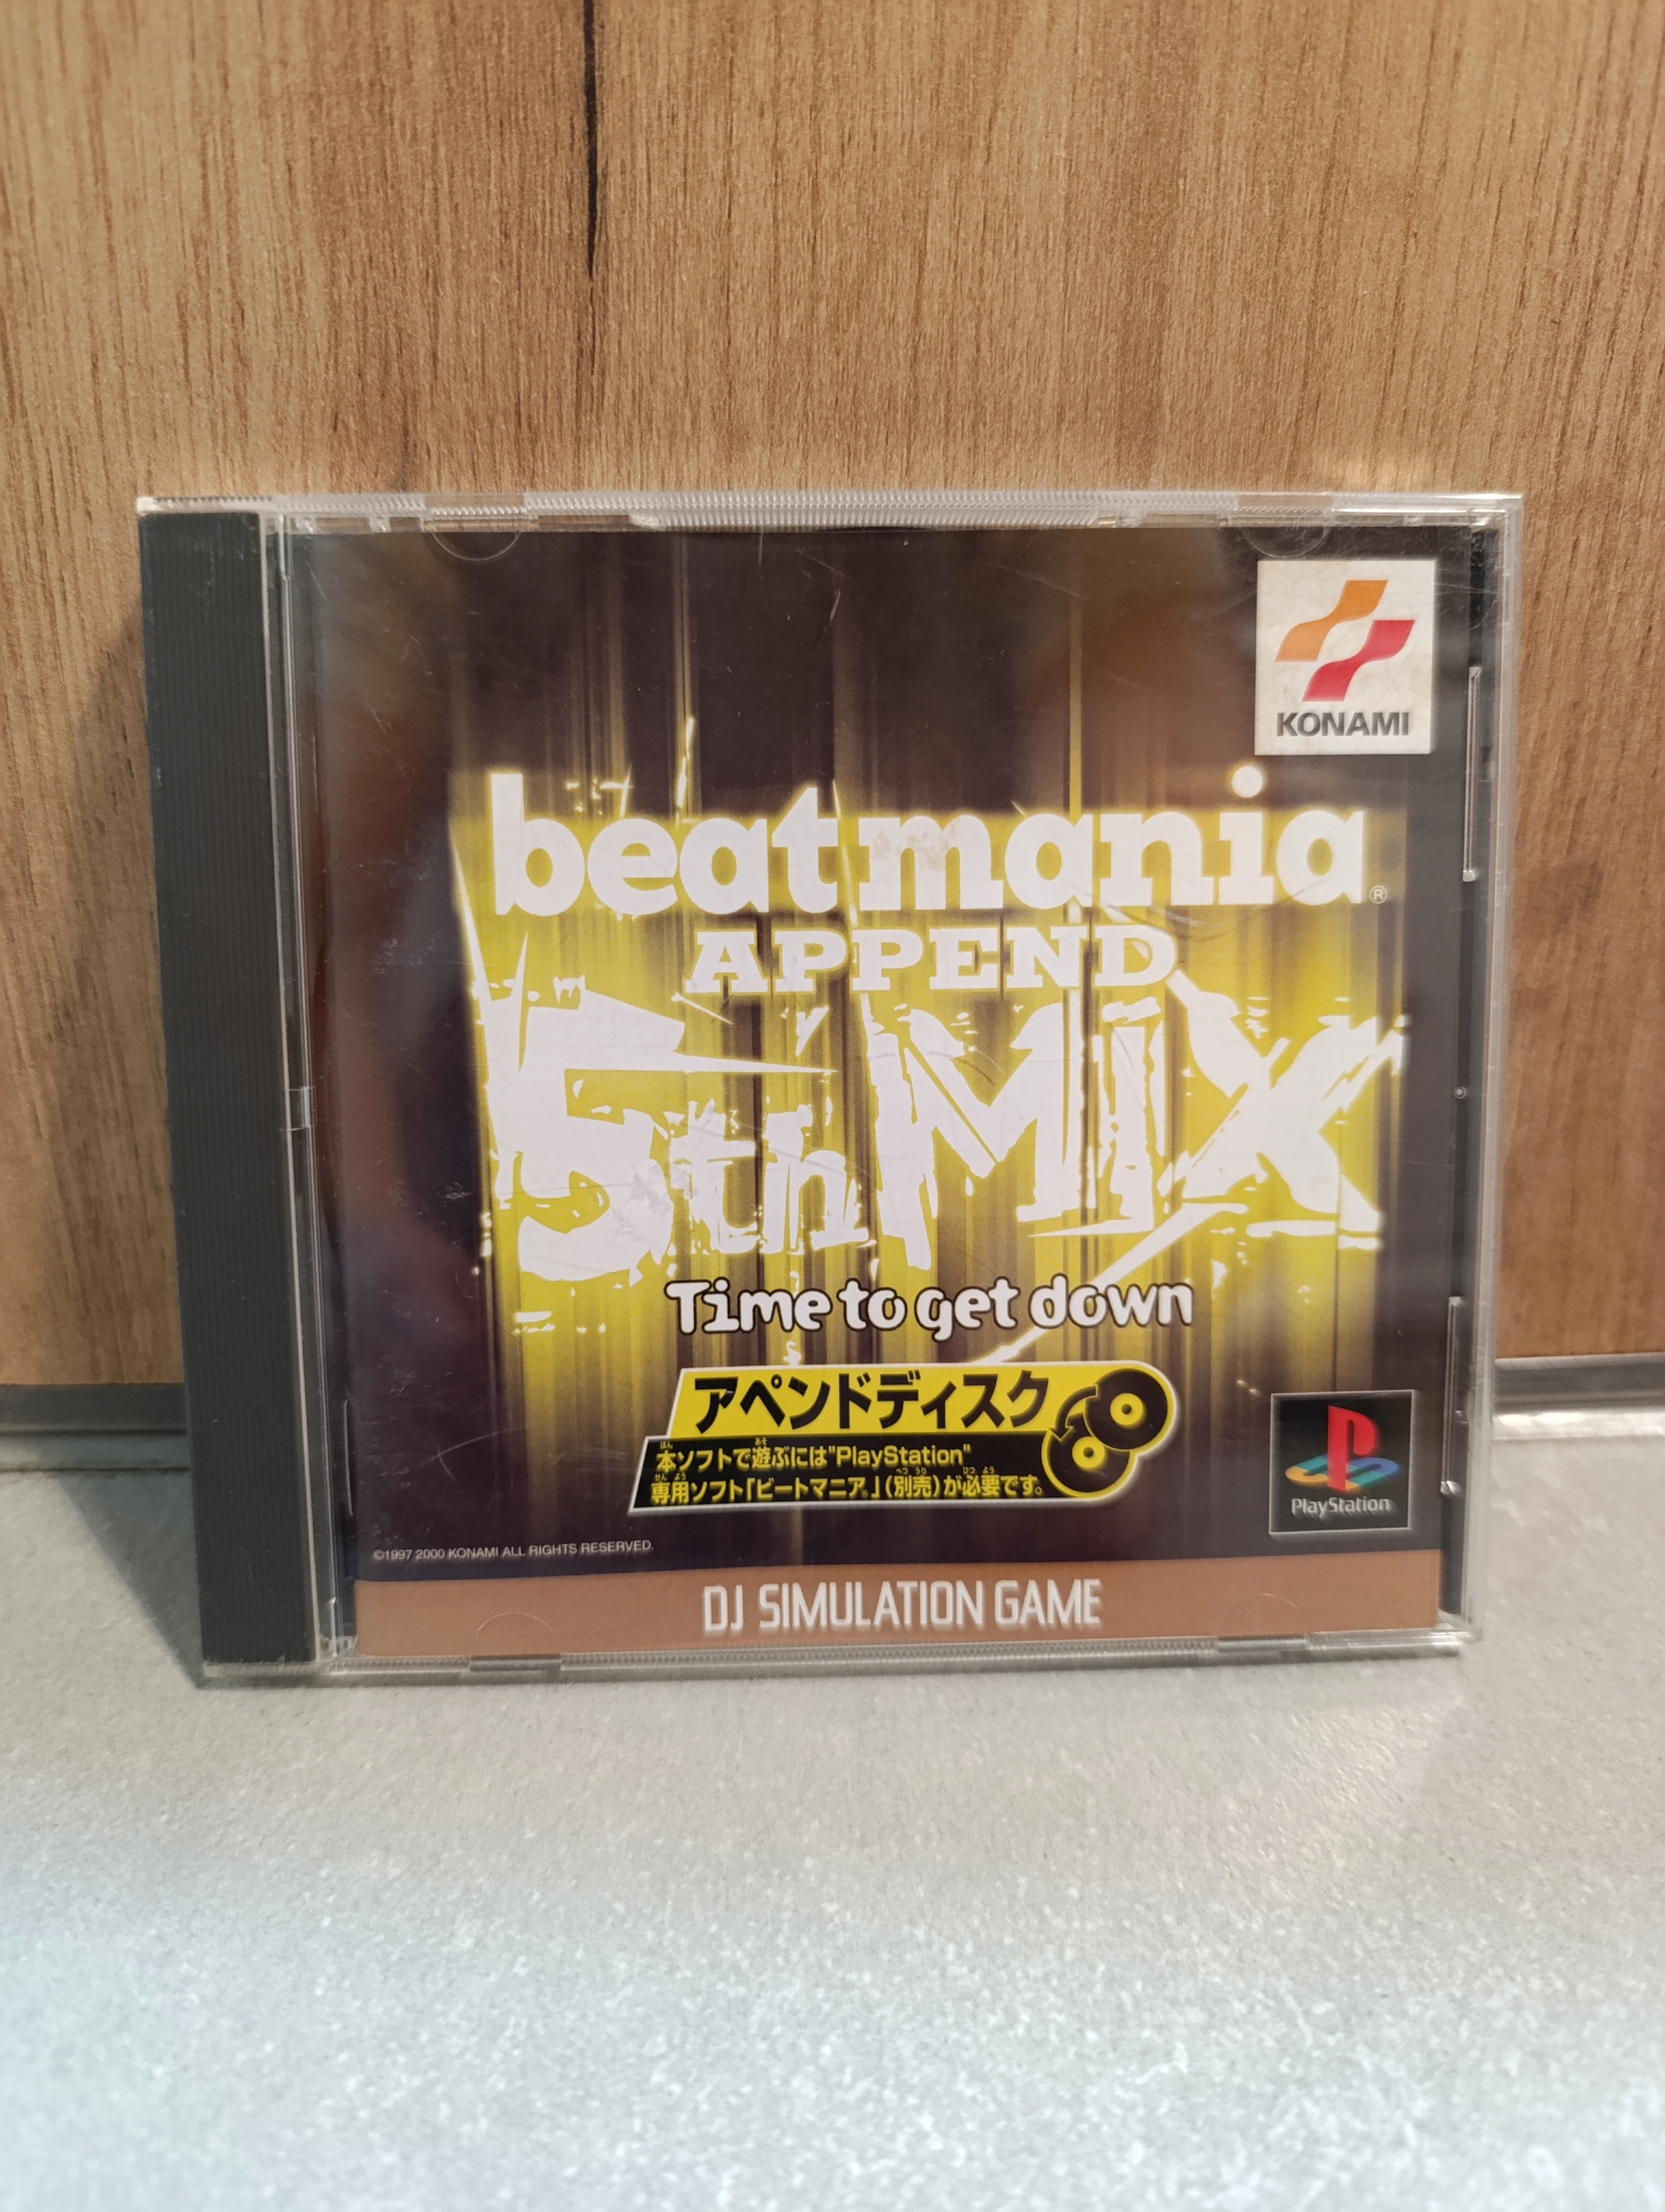 KONAMI
beatmania®
APPEND
5th MIX
Time to get down
アペンドディスク
本ソフトで遊ぶには"PlayStation"
専用ソフト「ビートマニア®」(別売)が必要です。
PlayStation
©1997 2000 KONAMI ALL RIGHTS RESERVED.
DJ SIMULATION GAME